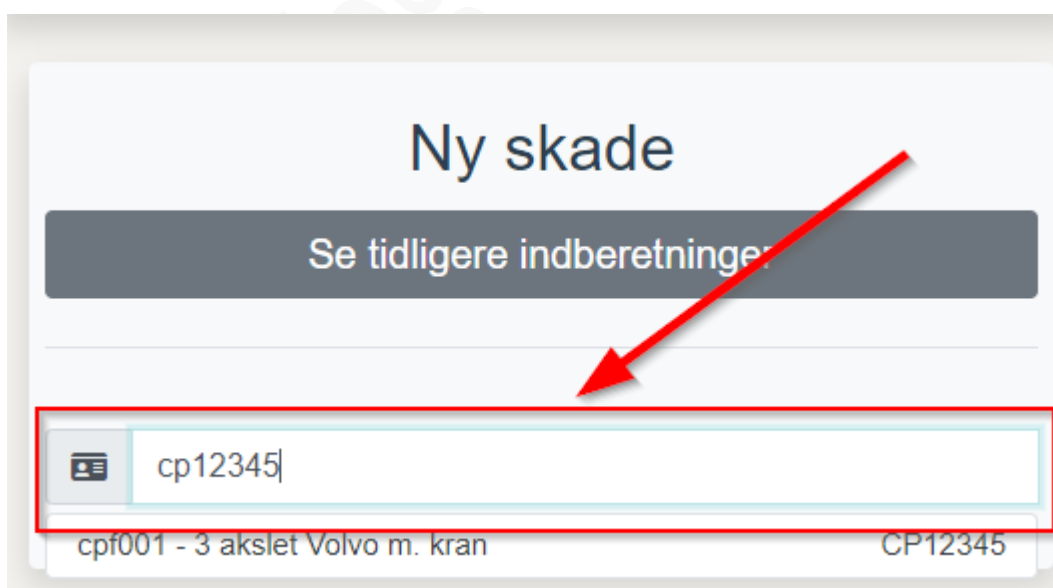 Ny skade
Se tidligere indberetninger
cp12345
cpf001 - 3 akslet Volvo m. kran CP12345